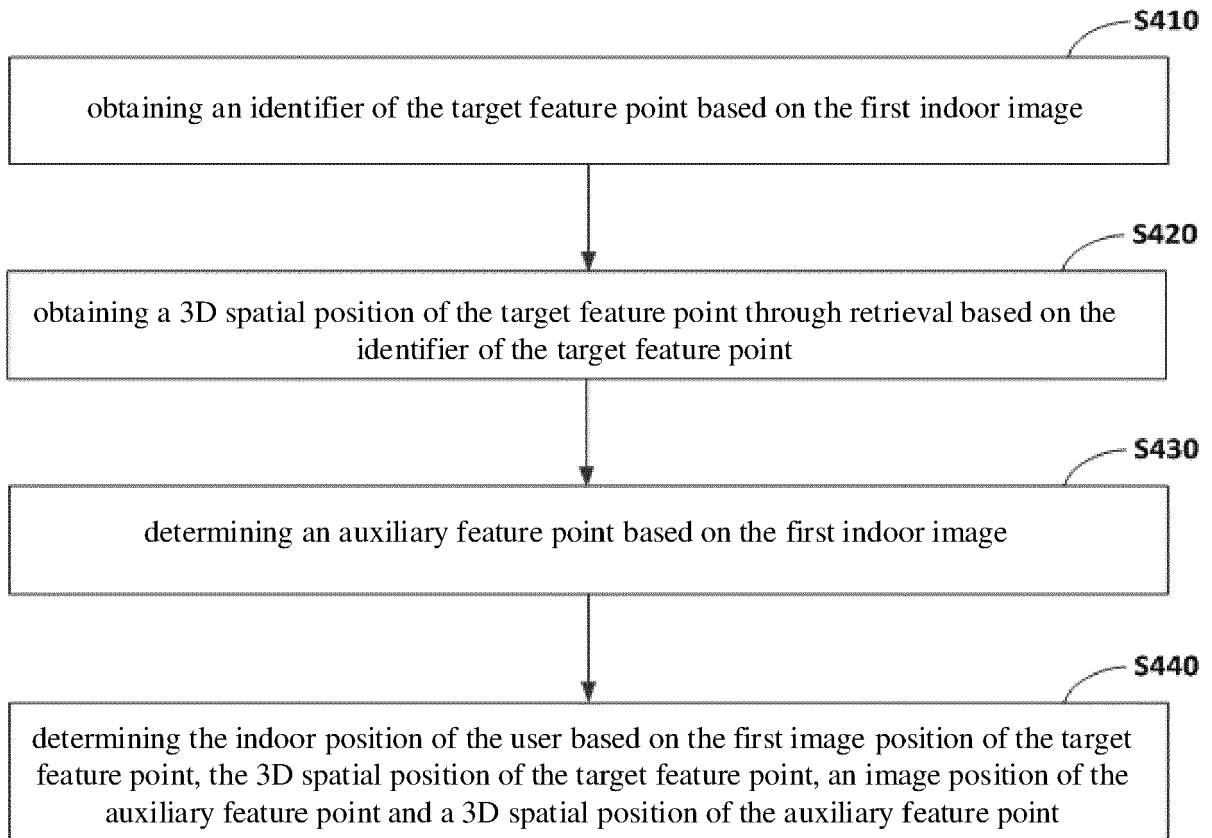 S410
obtaining an identifier of the target feature point based on the first indoor image
S420
obtaining a 3D spatial position of the target feature point through retrieval based on the
identifier of the target feature point
S430
determining an auxiliary feature point based on the first indoor image
S440
determining the indoor position of the user based on the first image position of the target
feature point, the 3D spatial position of the target feature point, an image position of the
auxiliary feature point and a 3D spatial position of the auxiliary feature point